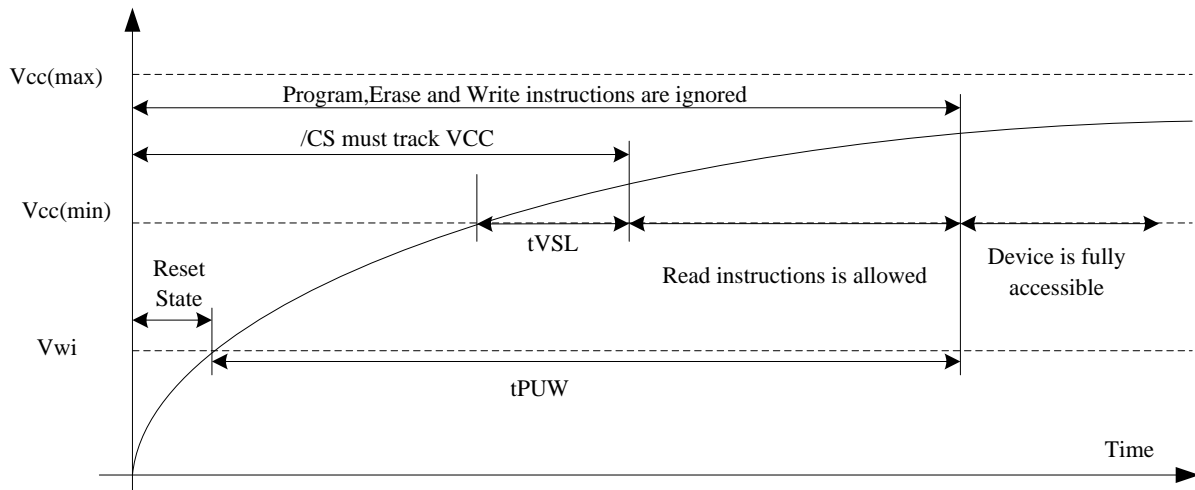 Vcc(max)
Program,Erase and Write instructions are ignored
/CS must track VCC
Vcc(min)
tVSL
Reset
State
Read instructions is allowed
Device is fully
accessible
Vwi
tPUW
Time